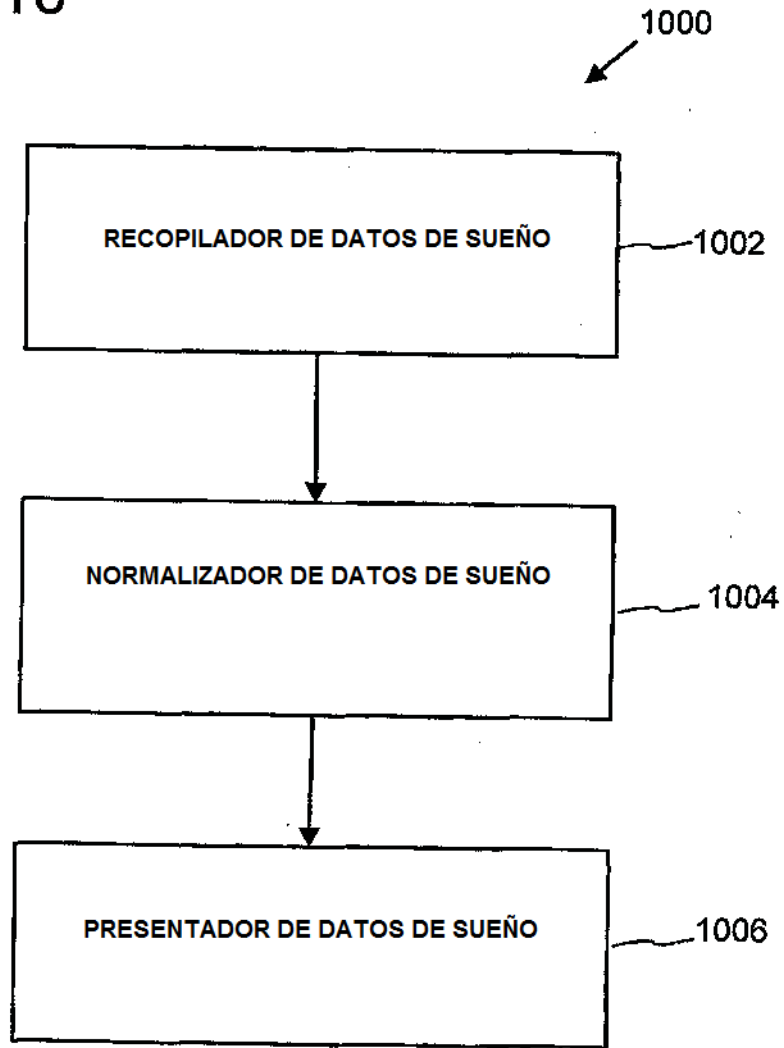 1000
RECOPILADOR DE DATOS DE SUEÑO
1002
NORMALIZADOR DE DATOS DE SUEÑO
1004
PRESENTADOR DE DATOS DE SUEÑO
1006